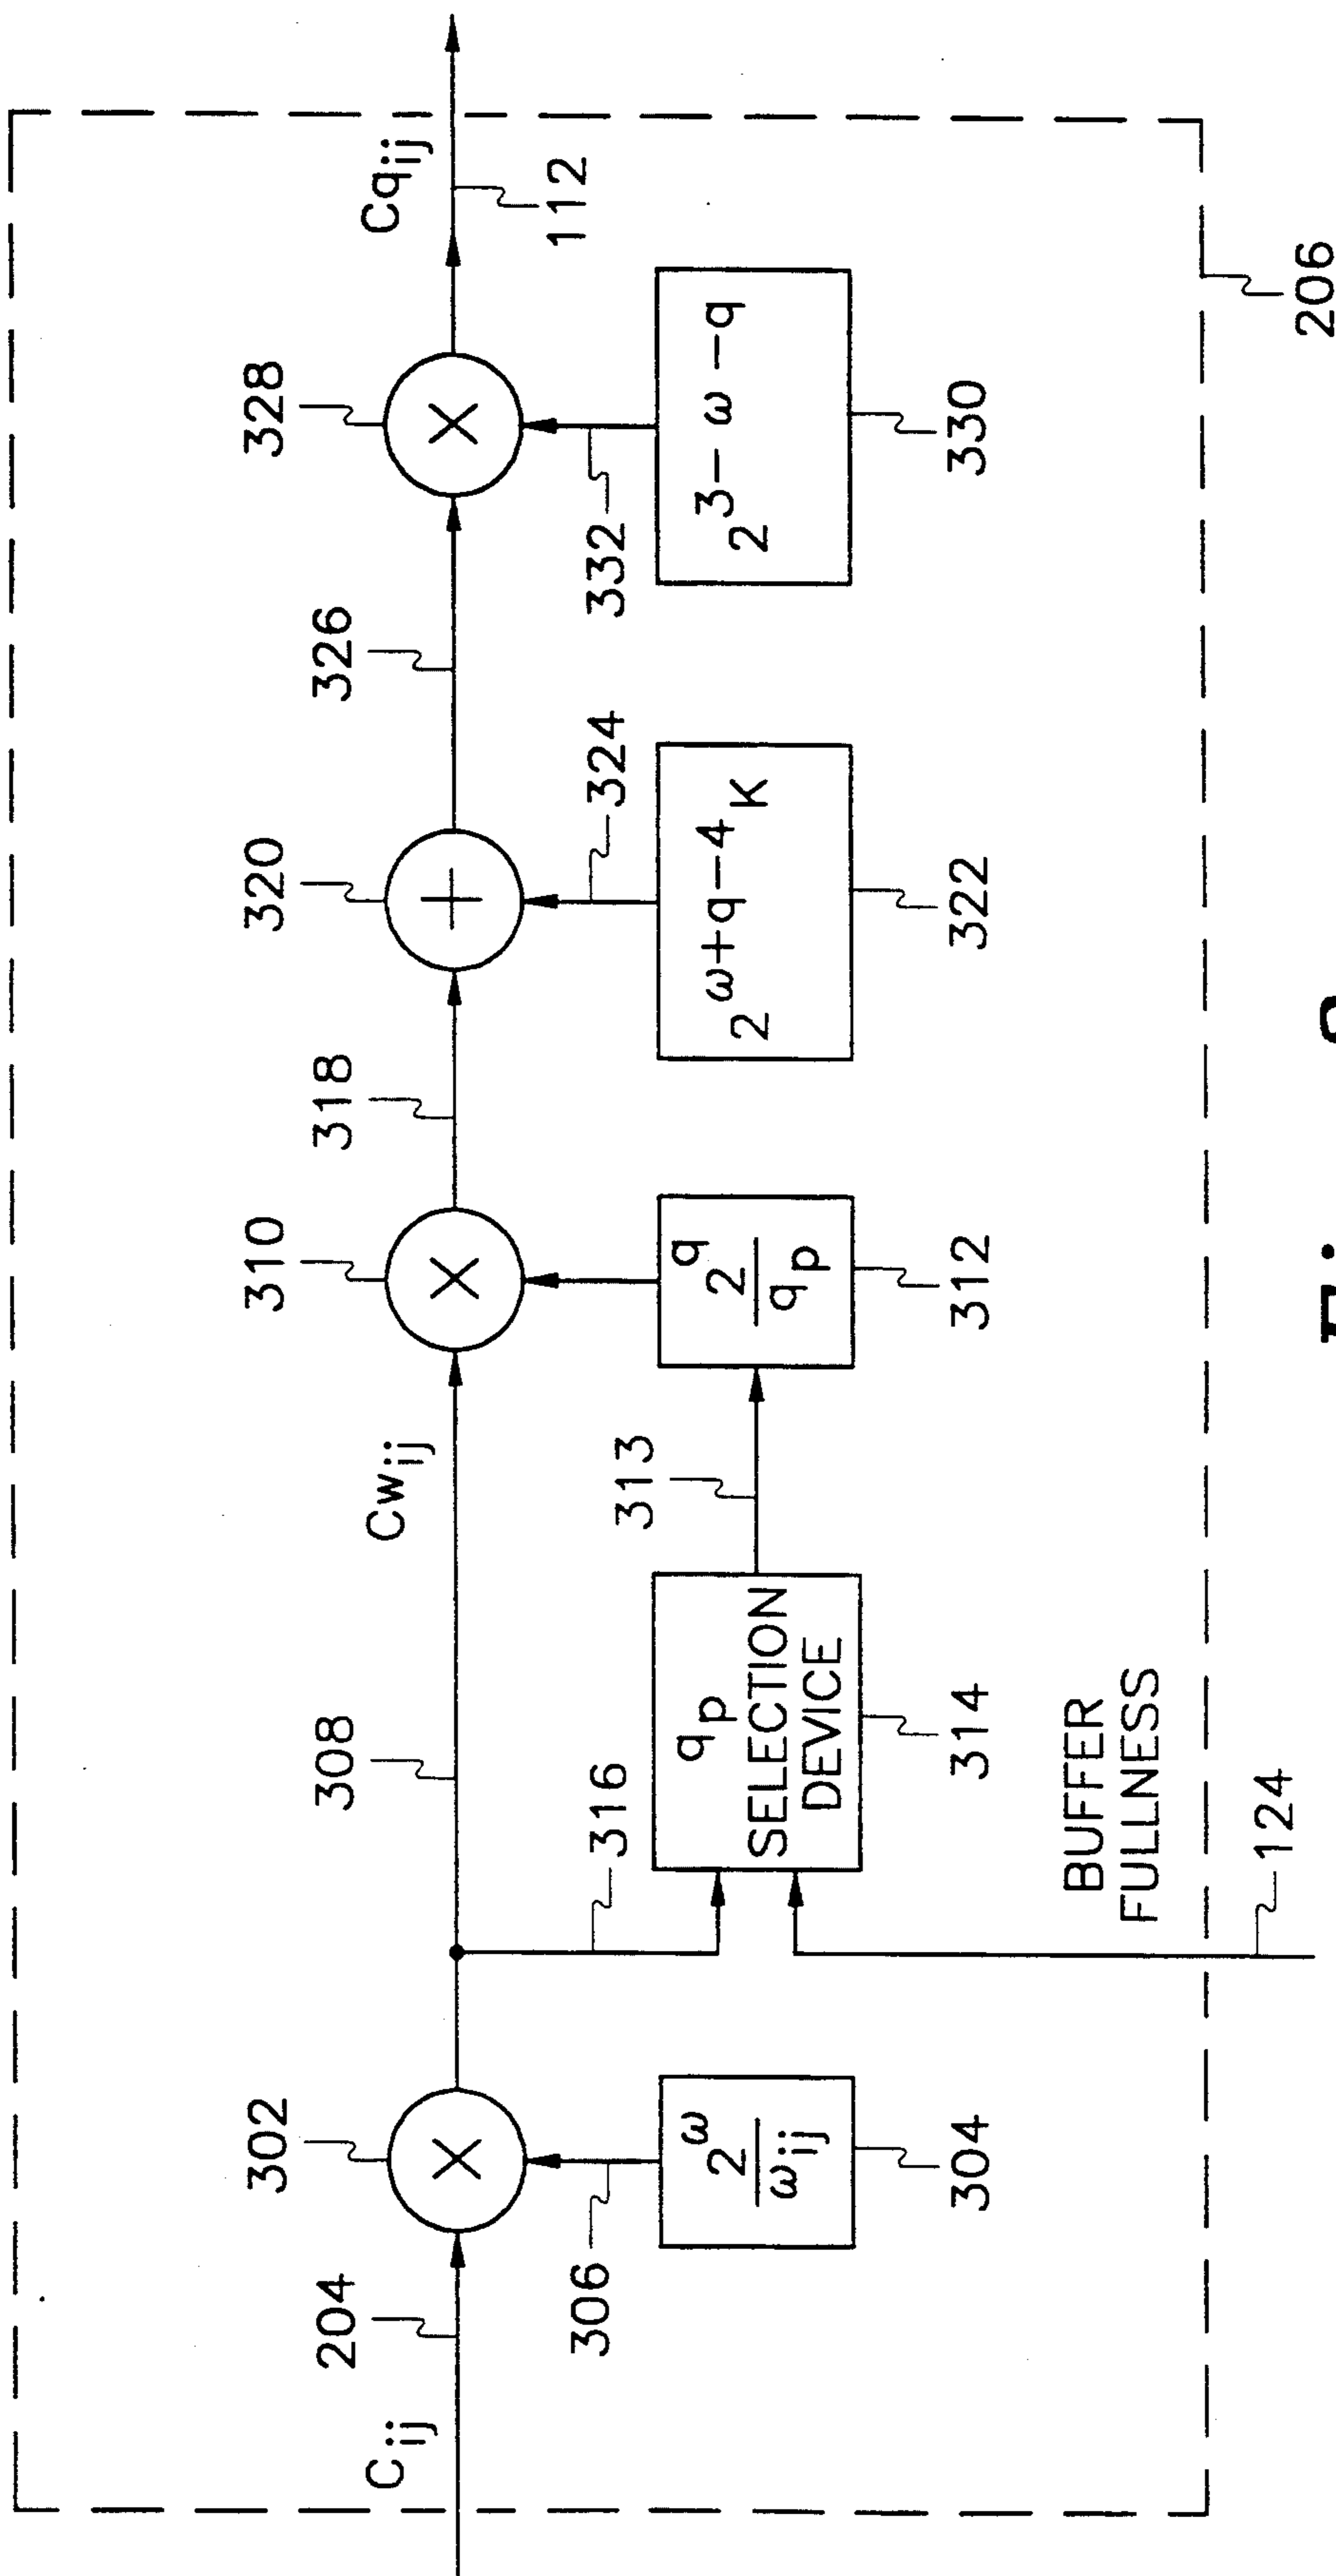 302
310
320
328
204
308
318
326
C_ij
Cw_ij
Cq_ij
112
306
316
313
324
332
2^ω / ω_ij
q_p
SELECTION
DEVICE
2^q / q_p
2^ω+q-4 K
2^3-ω-q
304
314
312
322
330
BUFFER
FULLNESS
124
206